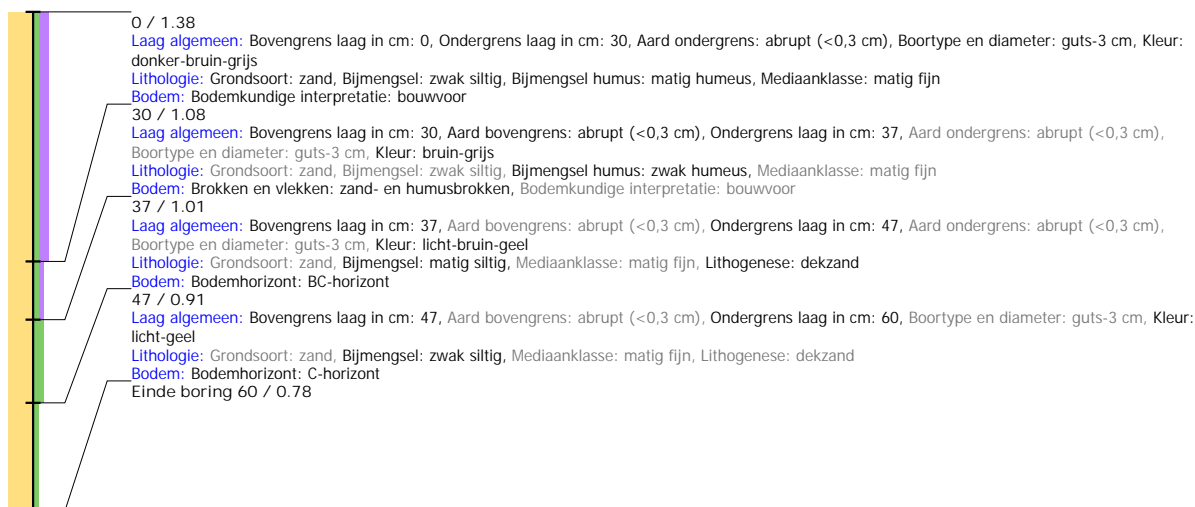 0 / 1.38
Laag algemeen: Bovengrens laag in cm: 0, Ondergrens laag in cm: 30, Aard ondergrens: abrupt (<0,3 cm), Boortype en diameter: guts-3 cm, Kleur:
donker-bruin-grijs
Lithologie: Grondsoort: zand, Bijmengsel: zwak siltig, Bijmengsel humus: matig humeus, Mediaanklasse: matig fijn
Bodem: Bodemkundige interpretatie: bouwvoor
30 / 1.08
Laag algemeen: Bovengrens laag in cm: 30, Aard bovengrens: abrupt (<0,3 cm), Ondergrens laag in cm: 37, Aard ondergrens: abrupt (<0,3 cm),
Boortype en diameter: guts-3 cm, Kleur: bruin-grijs
Lithologie: Grondsoort: zand, Bijmengsel: zwak siltig, Bijmengsel humus: zwak humeus, Mediaanklasse: matig fijn
Bodem: Brokken en vlekken: zand- en humusbrokken, Bodemkundige interpretatie: bouwvoor
37 / 1.01
Laag algemeen: Bovengrens laag in cm: 37, Aard bovengrens: abrupt (<0,3 cm), Ondergrens laag in cm: 47, Aard ondergrens: abrupt (<0,3 cm),
Boortype en diameter: guts-3 cm, Kleur: licht-bruin-geel
Lithologie: Grondsoort: zand, Bijmengsel: matig siltig, Mediaanklasse: matig fijn, Lithogenese: dekzand
Bodem: Bodemhorizont: BC-horizont
47 / 0.91
Laag algemeen: Bovengrens laag in cm: 47, Aard bovengrens: abrupt (<0,3 cm), Ondergrens laag in cm: 60, Boortype en diameter: guts-3 cm, Kleur:
licht-geel
Lithologie: Grondsoort: zand, Bijmengsel: zwak siltig, Mediaanklasse: matig fijn, Lithogenese: dekzand
Bodem: Bodemhorizont: C-horizont
Einde boring 60 / 0.78